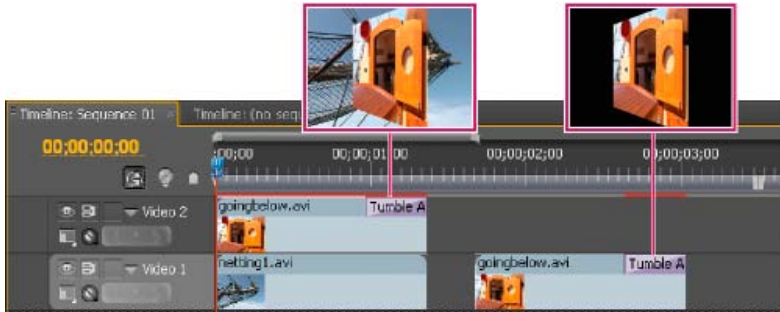 Timeline: Sequence 01 × Timeline: (no sequ
00;00;00;00
;00;00 00;00;01;00 00;00;02;00 00;00;03;00
Video 2 goingbelow.avi Tumble A
Video 1 netting1.avi goingbelow.avi Tumble A